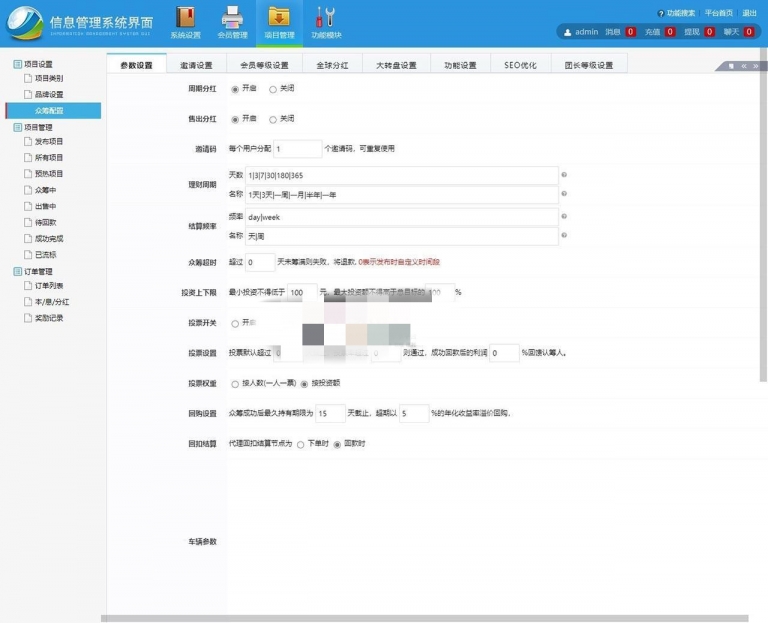 信息管理系统界面
系统设置 会员管理 项目管理 功能模块
? 功能搜索 平台首页 退出
admin 消息 0 充值 0 提现 0 聊天 0
参数设置 邀请设置 会员等级设置 全球分红 大转盘设置 功能设置 SEO优化 团长等级设置
项目设置
项目类别
品牌设置
众筹配置
项目管理
发布项目
所有项目
预热项目
众筹中
出售中
待回款
成功完成
已流标
订单管理
订单列表
本/息/分红
奖励记录
周期分红 开启 关闭
售出分红 开启 关闭
邀请码 每个用户分配 1 个邀请码，可重复使用
理财周期 天数 1|3|7|30|180|365
名称 1天|3天|一周|一月|半年|一年
结算频率 频率 day|week
名称 天|周
众筹超时 超过 0 天未筹满则失败，将退款, 0表示发布时自定义时间段
投资上下限 最小投资不得低于 100 元，最大投资额不得高于总目标的 100 %
投票开关 开启
投票设置 投票默认超过 则通过，成功回款后的利润 0 %回馈认筹人。
投票权重 按人数(一人一票) 按投资额
回购设置 众筹成功后最久持有期限为 15 天截止，超期以 5 %的年化收益率溢价回购。
回扣结算 代理回扣结算节点为 下单时 回款时
车辆参数